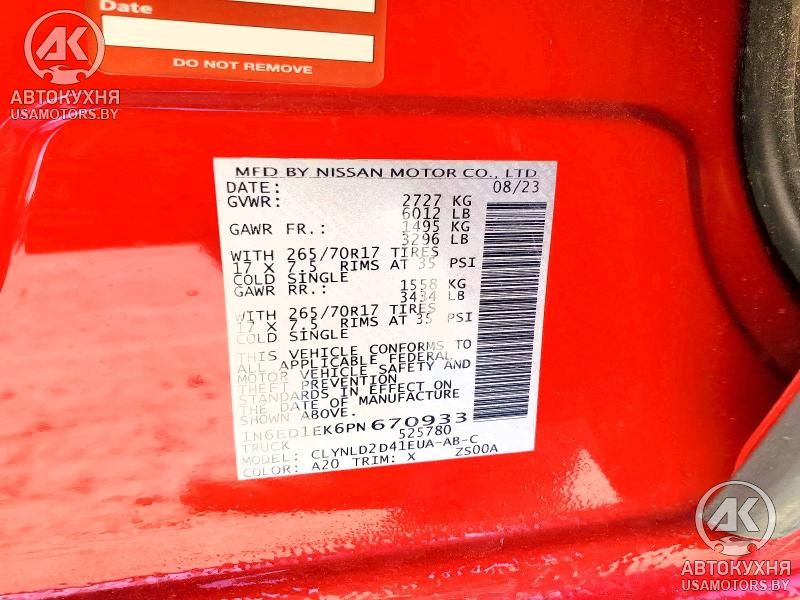 Date
DO NOT REMOVE
АК
АВТОКУХНЯ
USAMOTORS.BY
MFD BY NISSAN MOTOR CO., LTD
DATE: 08/23
GVWR: 2727 KG
6012 LB
GAWR FR.: 1495 KG
3296 LB
WITH 265/70R17 TIRES
17 X 7.5 RIMS AT 35 PSI
COLD SINGLE
GAWR RR.: 1558 KG
3434 LB
WITH 265/70R17 TIRES
17 X 7.5 RIMS AT 35 PSI
COLD SINGLE
THIS VEHICLE CONFORMS TO
ALL APPLICABLE FEDERAL
MOTOR VEHICLE SAFETY AND
THEFT PREVENTION
STANDARDS IN EFFECT ON
THE DATE OF MANUFACTURE
SHOWN ABOVE.
1N6ED1EK6PN670933
TRUCK 525780
MODEL: CLYNLD2D41EUA-AB-C
COLOR: A20 TRIM: X ZS00A
АК
АВТОКУХНЯ
USAMOTORS.BY